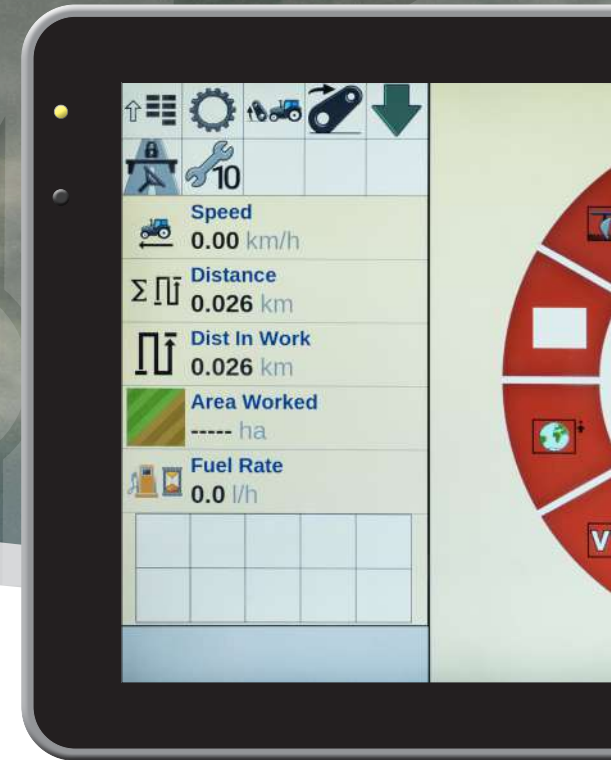 10
Speed
0.00 km/h
Distance
Σ
0.026 km
Dist In Work
0.026 km
Area Worked
----- ha
Fuel Rate
0.0 l/h
V